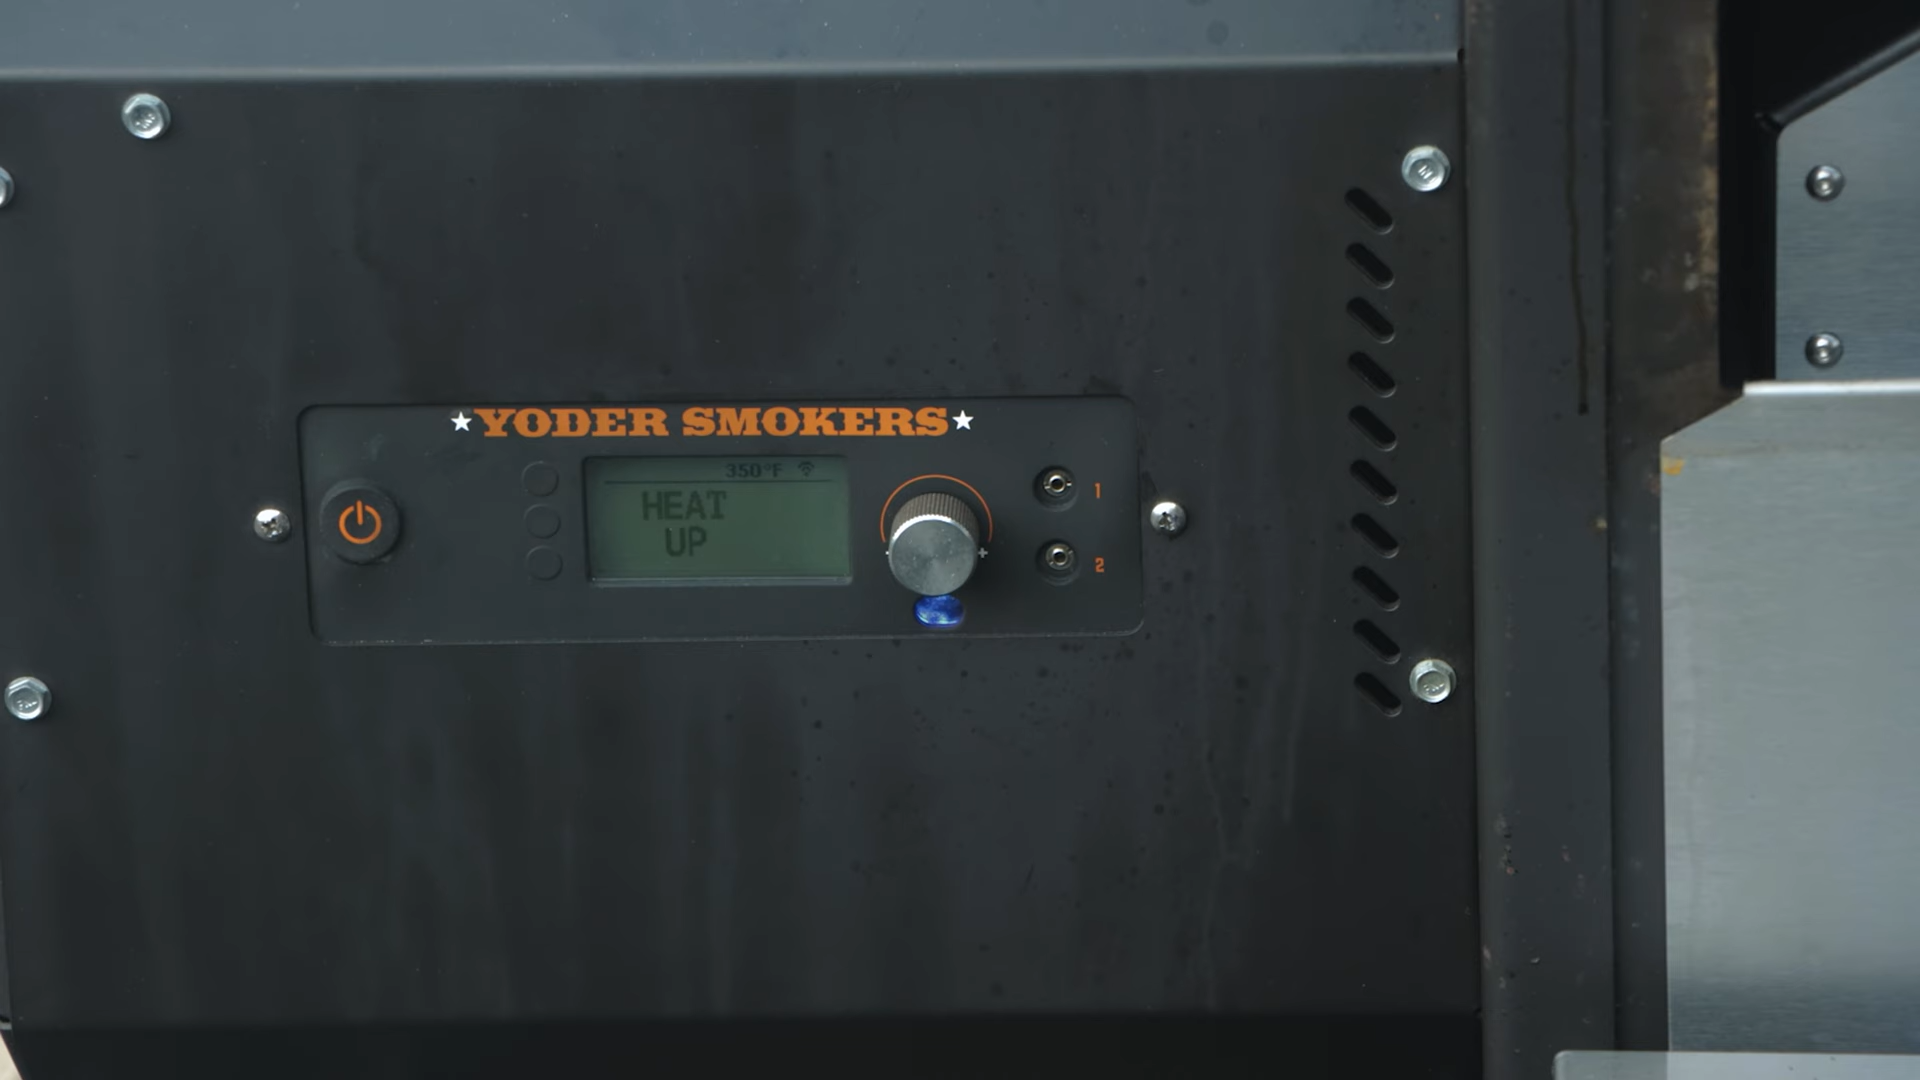 ★YODER SMOKERS★
350°F
HEAT
UP
- +
1
2